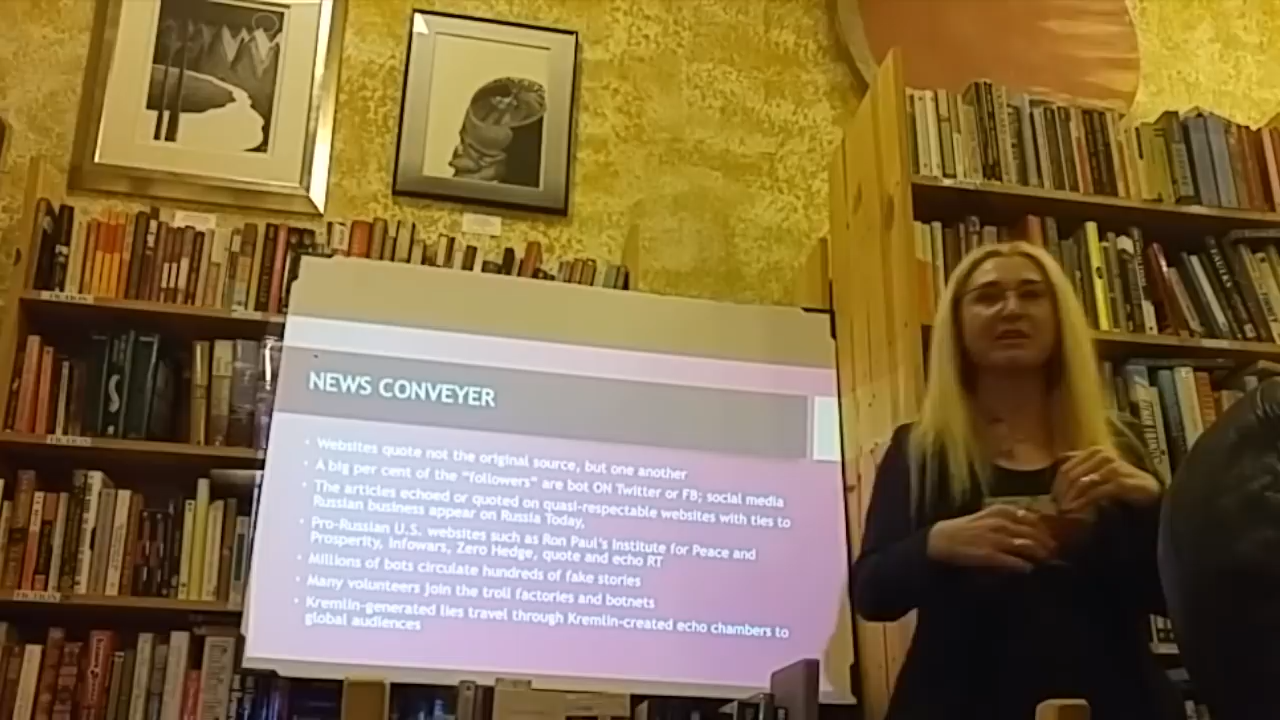 NEWS CONVEYER
• Websites quote not the original source, but one another
• A big per cent of the "followers" are bot ON Twitter or FB; social media
• The articles echoed or quoted on quasi-respectable websites with ties to
Russian business appear on Russia Today,
• Pro-Russian U.S. websites such as Ron Paul's Institute for Peace and
Prosperity, Infowars, Zero Hedge, quote and echo RT
• Millions of bots circulate hundreds of fake stories
• Many volunteers join the troll factories and botnets
• Kremlin-generated lies travel through Kremlin-created echo chambers to
global audiences
FICTION
FICTION
FICTION